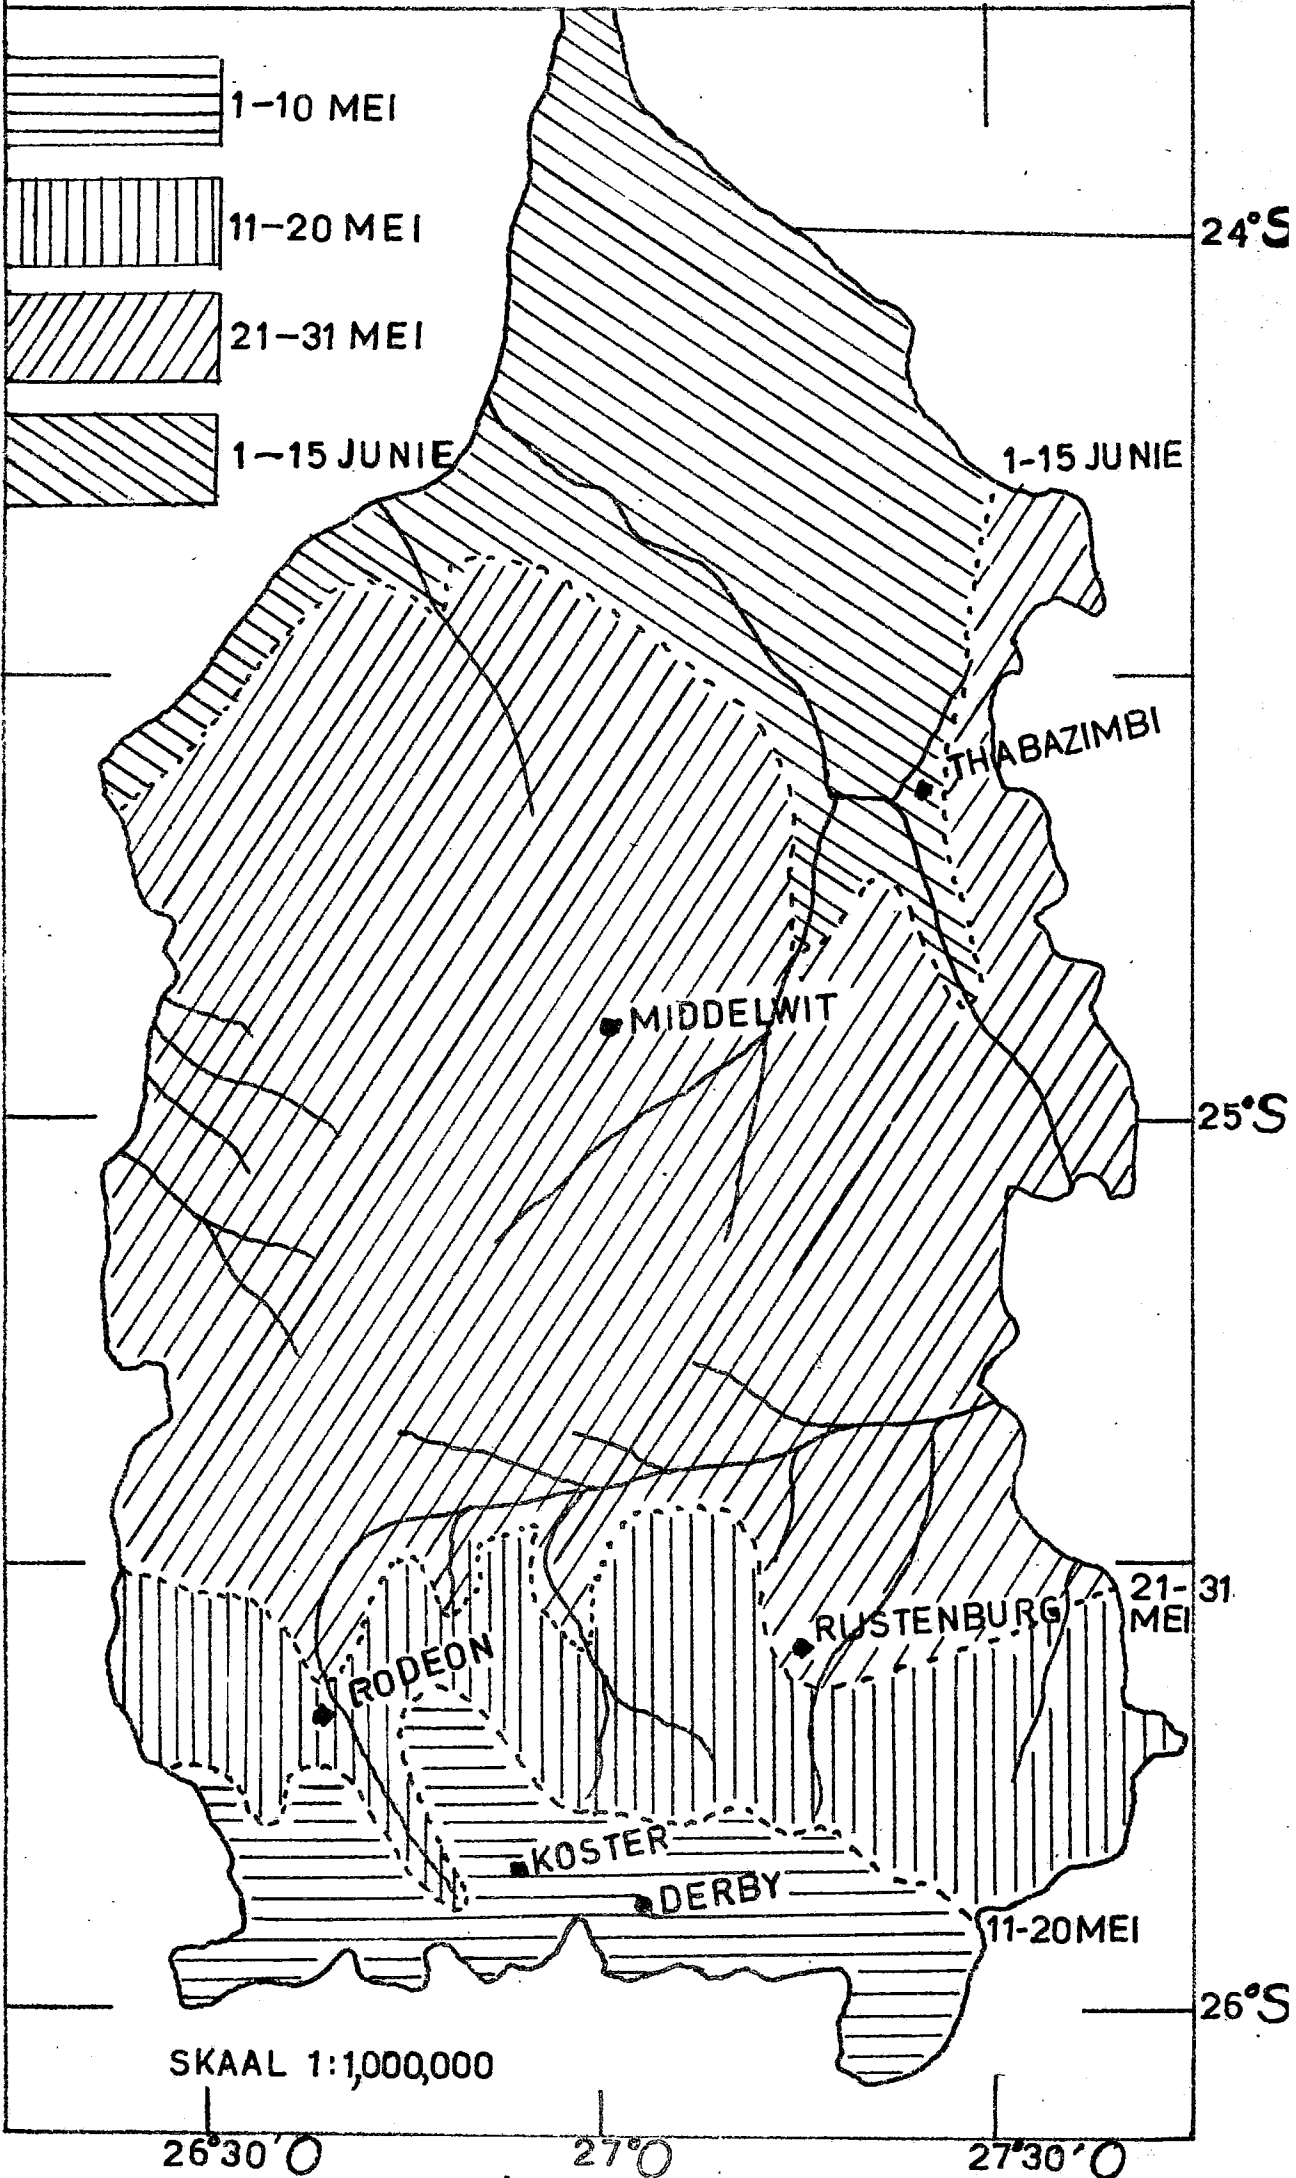 1-10 MEI
11-20 MEI
24°S
21-31 MEI
1-15 JUNIE
1-15 JUNIE
THABAZIMBI
MIDDELWIT
25°S
21-31
MEI
RUSTENBURG
RODEON
KOSTER
DERBY
11-20 MEI
26°S
SKAAL 1:1,000,000
26°30'O
27°O
27°30'O